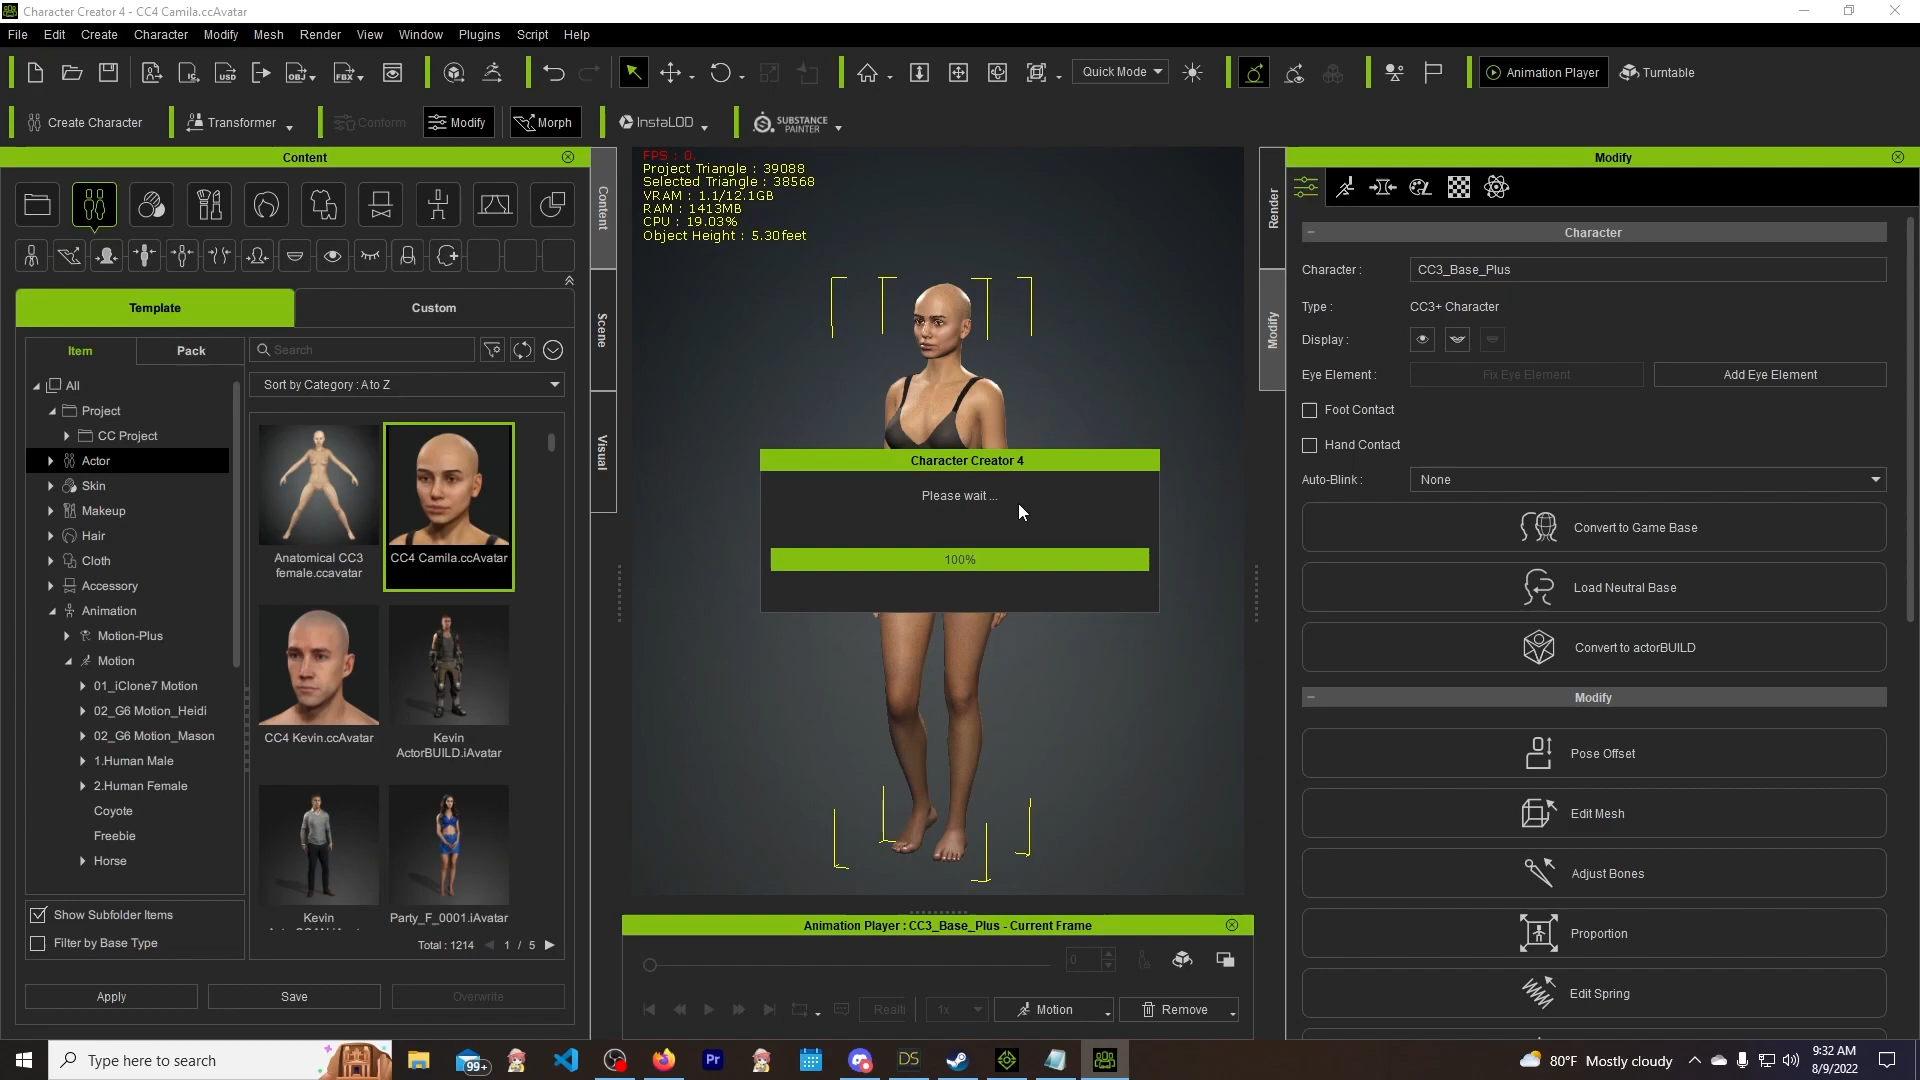 Character Creator 4 - CC4 Camila.ccAvatar
File Edit Create Character Modify Mesh Render View Window Plugins Script Help
IC USD OBJ FBX Quick Mode Animation Player Turntable
Create Character Transformer Conform Modify Morph InstaLOD SUBSTANCE PAINTER
Content
Template Custom
Item Pack Search
Sort by Category : A to Z
All
Project
CC Project
Actor
Skin
Makeup
Hair
Cloth
Accessory
Animation
Motion-Plus
Motion
01_iClone7 Motion
02_G6 Motion_Heidi
02_G6 Motion_Mason
1.Human Male
2.Human Female
Coyote
Freebie
Horse
Anatomical CC3 female.ccavatar
CC4 Camila.ccAvatar
CC4 Kevin.ccAvatar
Kevin ActorBUILD.iAvatar
Kevin
Party_F_0001.iAvatar
Show Subfolder Items
Filter by Base Type
Total : 1214 1 / 5
Apply Save Overwrite
Content
Scene
Visual
FPS : 0.
Project Triangle : 39088
Selected Triangle : 38568
VRAM : 1.1/12.1GB
RAM : 1413MB
CPU : 19.03%
Object Height : 5.30feet
Character Creator 4
Please wait ...
100%
Animation Player : CC3_Base_Plus - Current Frame
0
Realti 1x Motion Remove
Render
Modify
Modify
Character
Character : CC3_Base_Plus
Type : CC3+ Character
Display :
Eye Element : Fix Eye Element Add Eye Element
Foot Contact
Hand Contact
Auto-Blink : None
Convert to Game Base
Load Neutral Base
Convert to actorBUILD
Modify
Pose Offset
Edit Mesh
Adjust Bones
Proportion
Edit Spring
Type here to search 99+ Pr DS 80°F Mostly cloudy 9:32 AM
8/9/2022